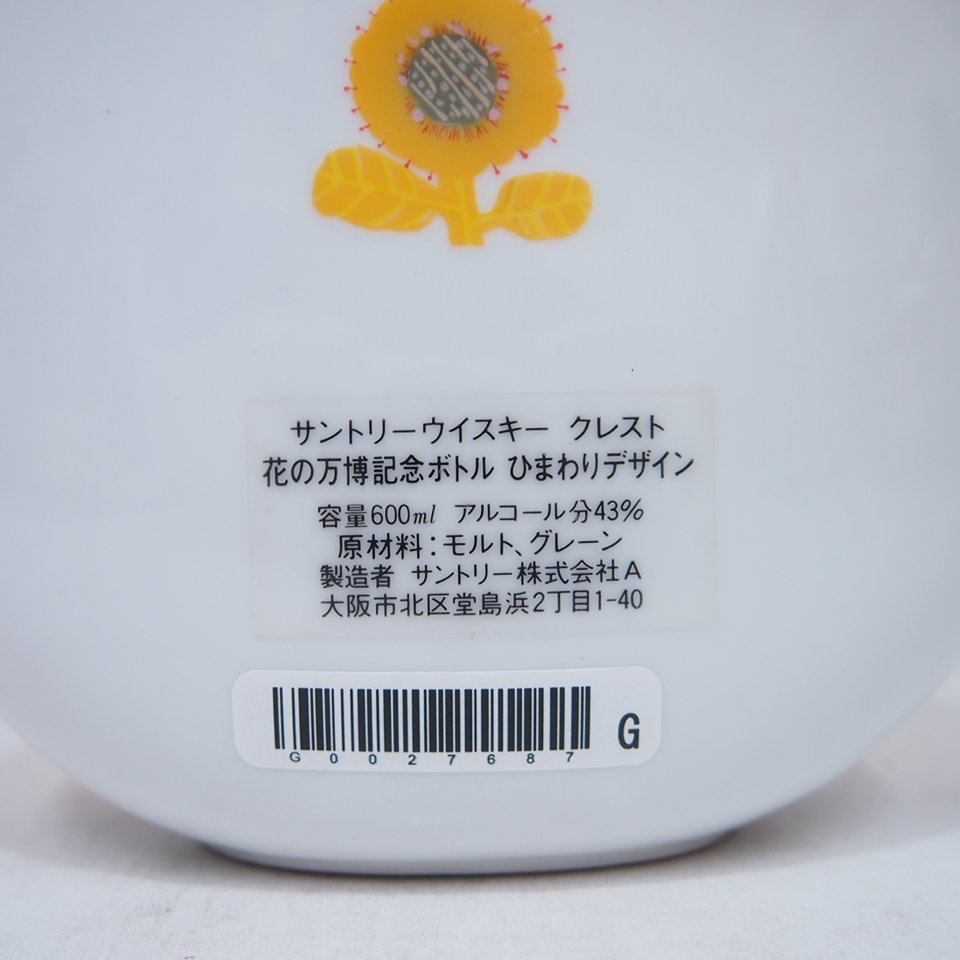 サントリーウイスキー クレスト
花の万博記念ボトル ひまわりデザイン
容量600ml アルコール分43%
原材料:モルト、グレーン
製造者 サントリー株式会社A
大阪市北区堂島浜2丁目1-40
G
G0027687